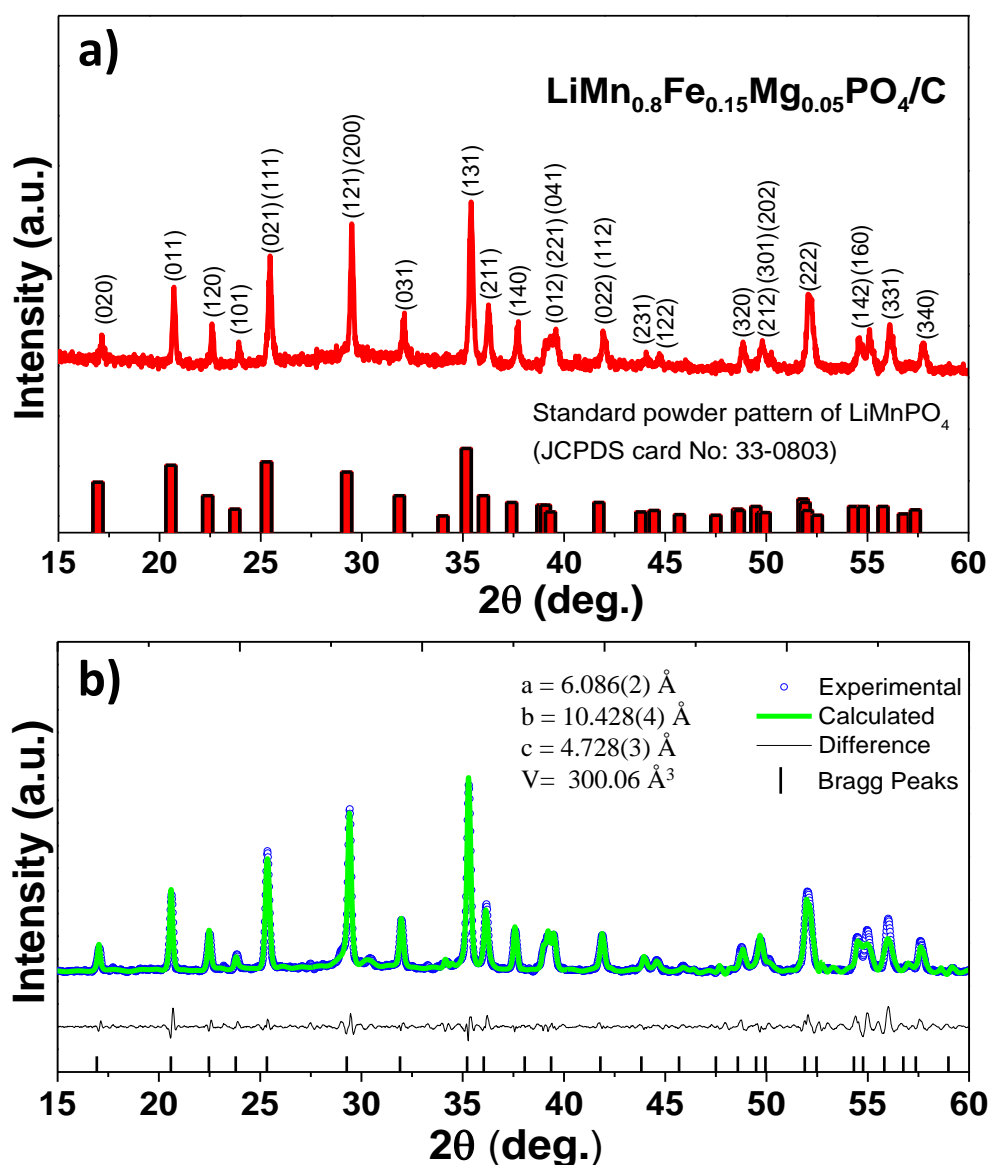 a)
LiMn0.8Fe0.15Mg0.05PO4/C
Intensity (a.u.)
(020)
(011)
(120)
(101)
(021) (111)
(121) (200)
(031)
(131)
(211)
(140)
(012) (221) (041)
(022) (112)
(231)
(122)
(320)
(212) (301) (202)
(222)
(142) (160)
(331)
(340)
Standard powder pattern of LiMnPO4
(JCPDS card No: 33-0803)
15 20 25 30 35 40 45 50 55 60
2θ (deg.)
b)
a = 6.086(2) Å
b = 10.428(4) Å
c = 4.728(3) Å
V= 300.06 Å3
Experimental
Calculated
Difference
Bragg Peaks
Intensity (a.u.)
15 20 25 30 35 40 45 50 55 60
2θ (deg.)